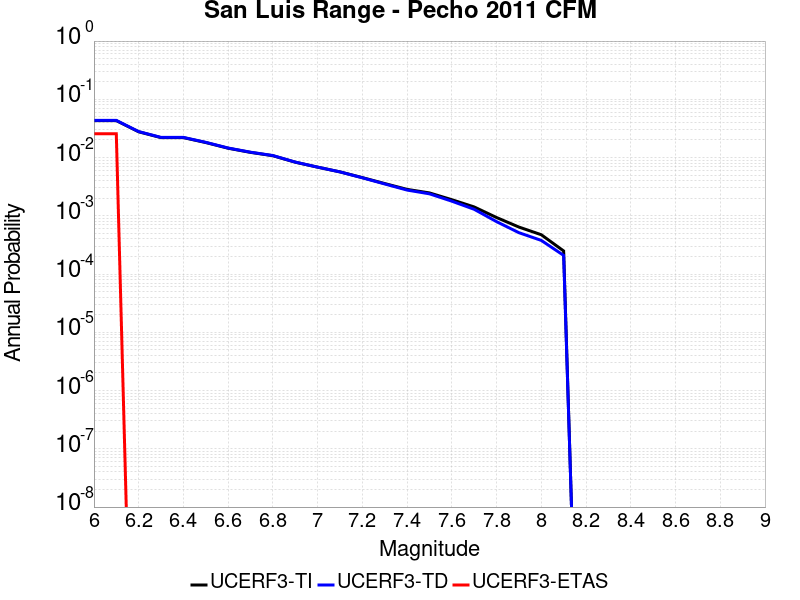 San Luis Range - Pecho 2011 CFM
10^0
10^-1
10^-2
10^-3
10^-4
10^-5
10^-6
10^-7
10^-8
Annual Probability
6 6.2 6.4 6.6 6.8 7 7.2 7.4 7.6 7.8 8 8.2 8.4 8.6 8.8 9
Magnitude
UCERF3-TI UCERF3-TD UCERF3-ETAS